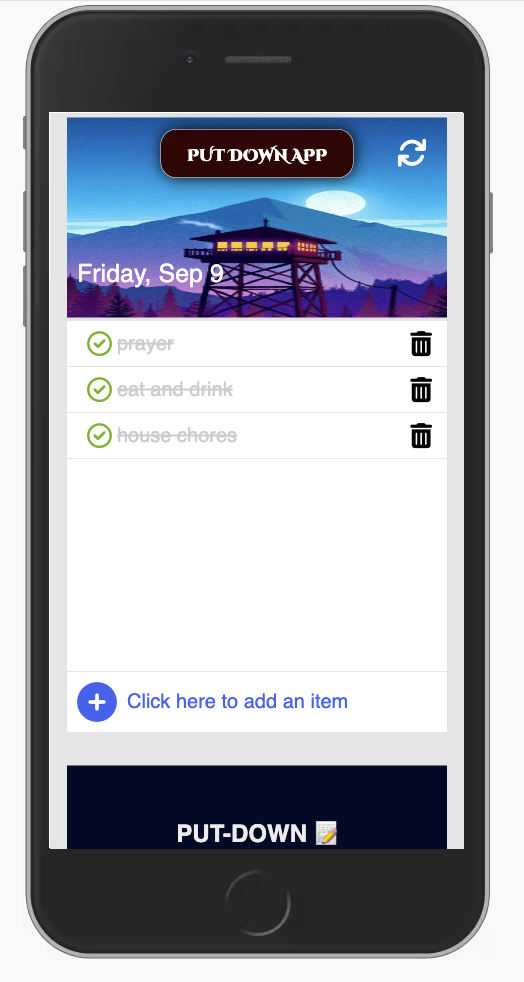 PUT DOWN APP
Friday, Sep 9
prayer
eat and drink
house chores
Click here to add an item
PUT-DOWN 📝